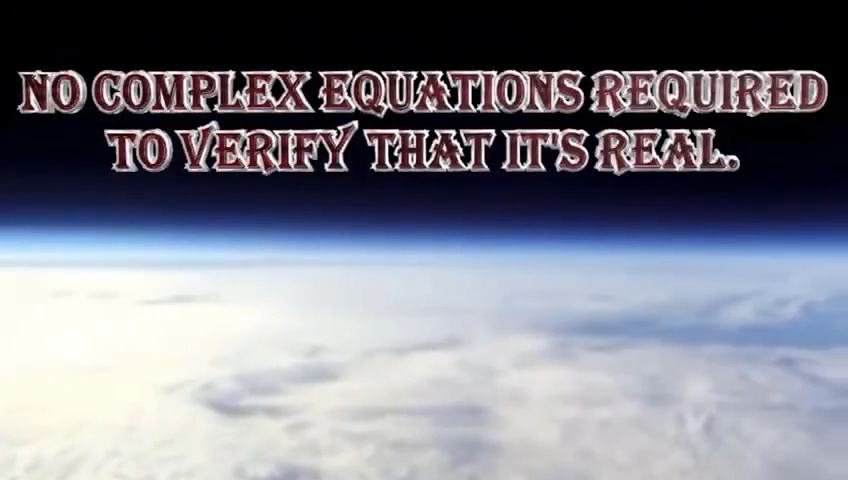 NO COMPLEX EQUATIONS REQUIRED
TO VERIFY THAT IT'S REAL.